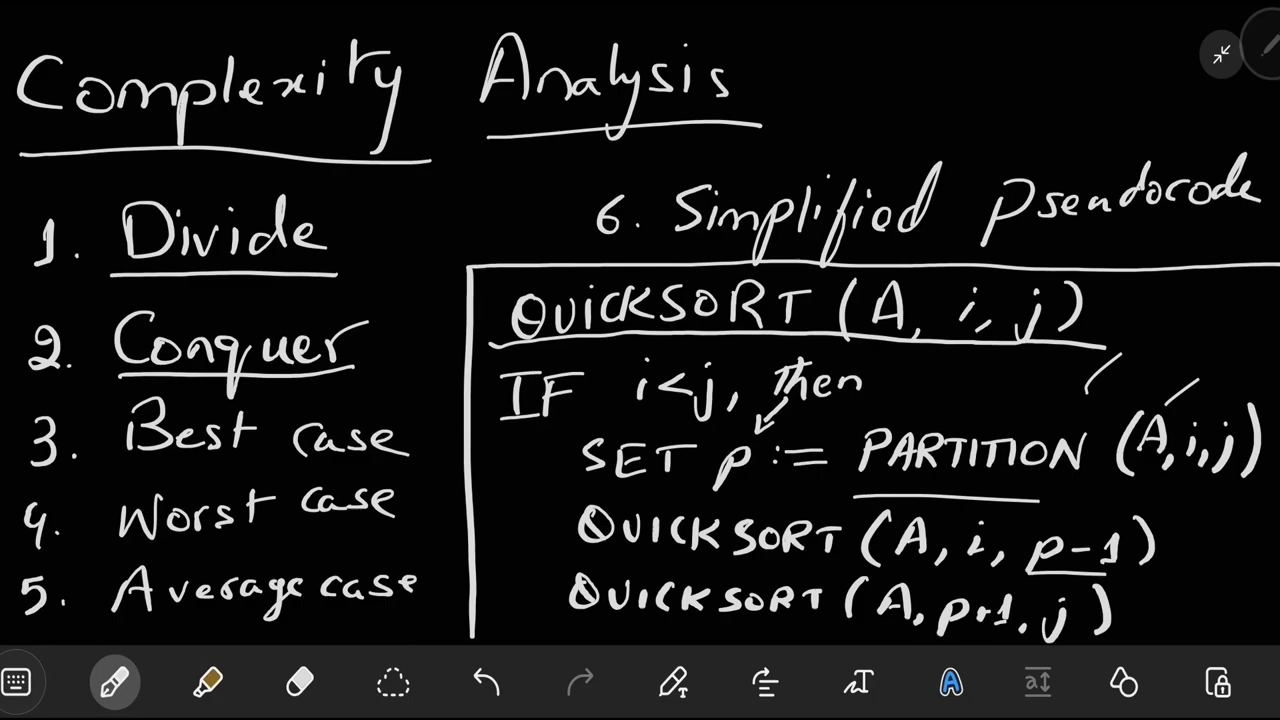 Complexity Analysis
1. Divide
2. Conquer
3. Best case
4. Worst case
5. Average case
6. Simplified pseudocode
QUICKSORT (A, i, j)
IF i<j, then
SET p := PARTITION (A, i, j)
QUICKSORT (A, i, p-1)
QUICKSORT (A, p+1, j)